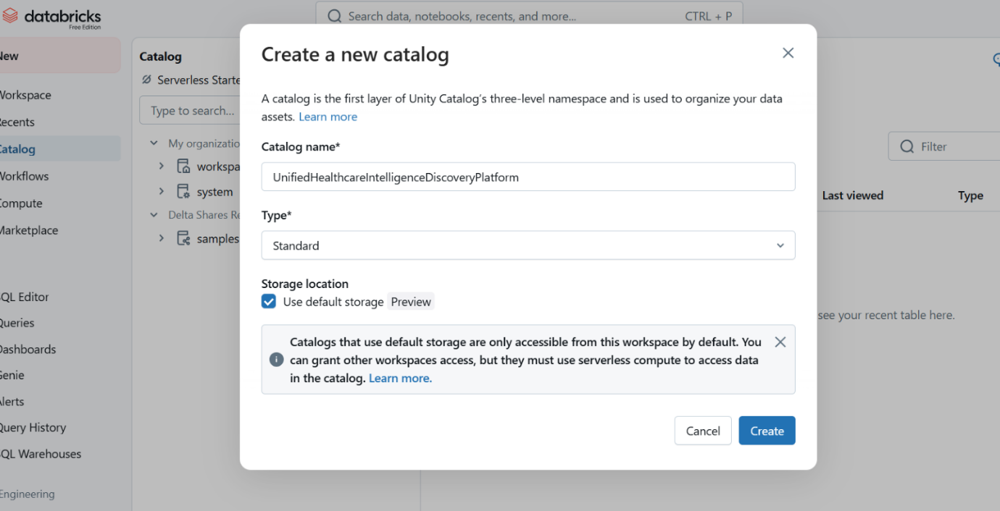 databricks
Free Edition
Search data, notebooks, recents, and more...
CTRL + P
New
Workspace
Recents
Catalog
Workflows
Compute
Marketplace
SQL Editor
Queries
Dashboards
Genie
Alerts
Query History
SQL Warehouses
Engineering
Catalog
Serverless Starte
Type to search...
My organizatio
workspa
system
Delta Shares Re
samples
Create a new catalog
A catalog is the first layer of Unity Catalog's three-level namespace and is used to organize your data
assets. Learn more
Catalog name*
UnifiedHealthcareIntelligenceDiscoveryPlatform
Type*
Standard
Storage location
Use default storage Preview
Catalogs that use default storage are only accessible from this workspace by default. You
can grant other workspaces access, but they must use serverless compute to access data
in the catalog. Learn more.
Cancel
Create
Filter
Last viewed
Type
see your recent table here.